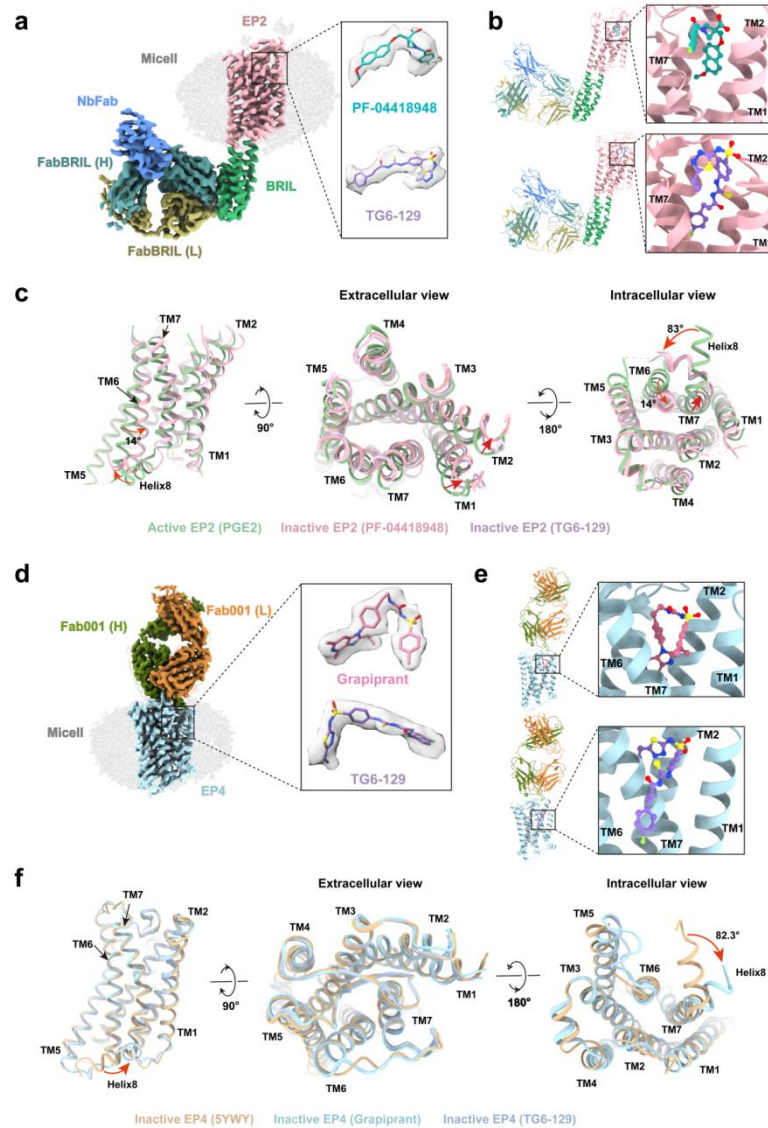 a
EP2
Micell
NbFab
FabBRIL (H)
BRIL
FabBRIL (L)
PF-04418948
TG6-129
b
TM2
TM7
TM1
TM2
TM7
TM1
c
Extracellular view
Intracellular view
TM7
TM2
TM6
14°
TM5
Helix8
TM1
90°
TM4
TM5
TM3
TM6
TM7
TM2
TM1
180°
83°
Helix8
TM6
TM5
14°
TM7
TM1
TM3
TM2
TM4
Active EP2 (PGE2) Inactive EP2 (PF-04418948) Inactive EP2 (TG6-129)
d
Fab001 (L)
Fab001 (H)
Micell
EP4
Grapiprant
TG6-129
e
TM2
TM6
TM1
TM7
TM2
TM6
TM1
TM7
f
Extracellular view
Intracellular view
TM7
TM2
TM6
TM1
TM5
Helix8
90°
TM3
TM4
TM2
TM1
TM7
TM5
TM6
180°
TM5
82.3°
TM3
TM6
Helix8
TM7
TM4
TM2
TM1
Inactive EP4 (5YWY) Inactive EP4 (Grapiprant) Inactive EP4 (TG6-129)